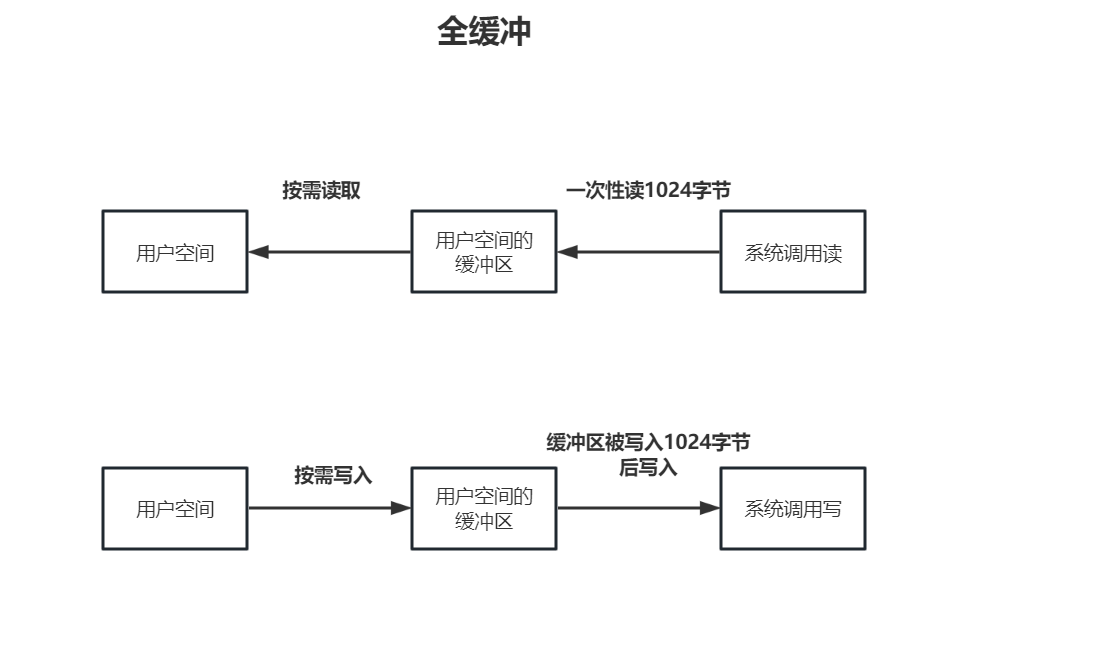 全缓冲
按需读取
一次性读1024字节
用户空间
用户空间的
缓冲区
系统调用读
按需写入
缓冲区被写入1024字节
后写入
用户空间
用户空间的
缓冲区
系统调用写